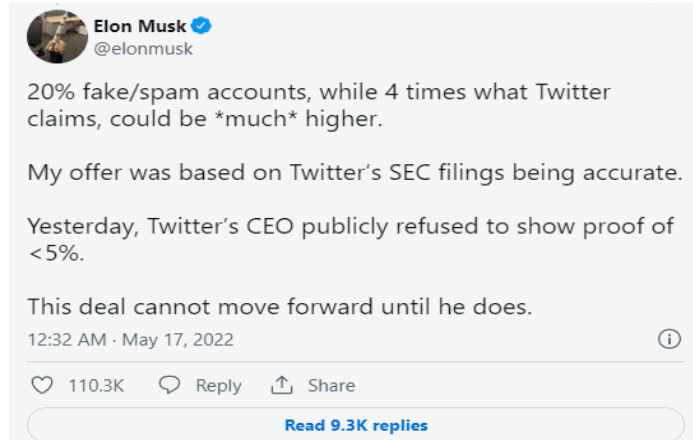 Elon Musk
@elonmusk
20% fake/spam accounts, while 4 times what Twitter
claims, could be *much* higher.
My offer was based on Twitter’s SEC filings being accurate.
Yesterday, Twitter’s CEO publicly refused to show proof of
<5%.
This deal cannot move forward until he does.
12:32 AM · May 17, 2022
110.3K Reply Share
Read 9.3K replies